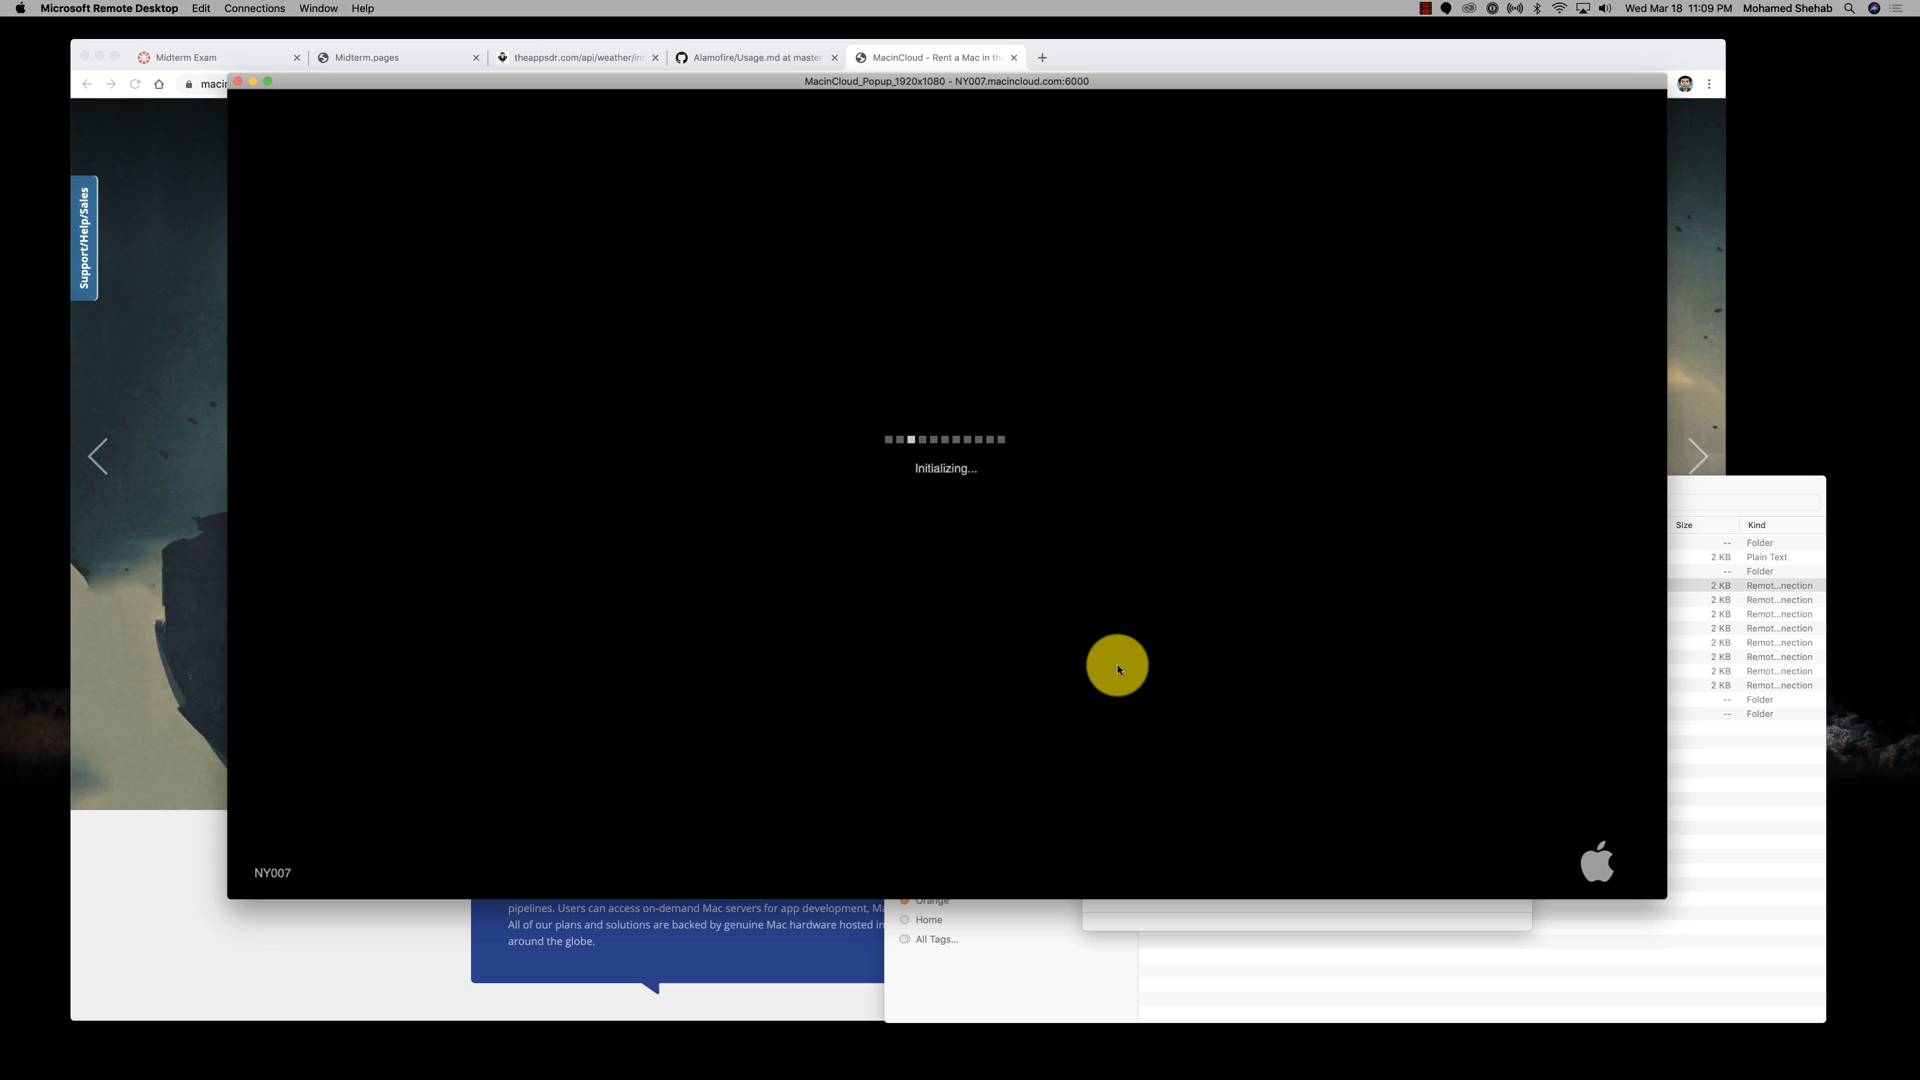 Microsoft Remote Desktop Edit Connections Window Help
Wed Mar 18 11:09 PM Mohamed Shehab
Midterm Exam
Midterm.pages
theappsdr.com/api/weather/in
Alamofire/Usage.md at master
MacinCloud - Rent a Mac in th
MacinCloud_Popup_1920x1080 - NY007.macincloud.com:6000
Support/Help/Sales
Initializing...
NY007
Size Kind
-- Folder
2 KB Plain Text
-- Folder
2 KB Remot...nection
2 KB Remot...nection
2 KB Remot...nection
2 KB Remot...nection
2 KB Remot...nection
2 KB Remot...nection
2 KB Remot...nection
2 KB Remot...nection
-- Folder
-- Folder
pipelines. Users can access on-demand Mac servers for app development,
All of our plans and solutions are backed by genuine Mac hardware hosted in
around the globe.
Orange
Home
All Tags...